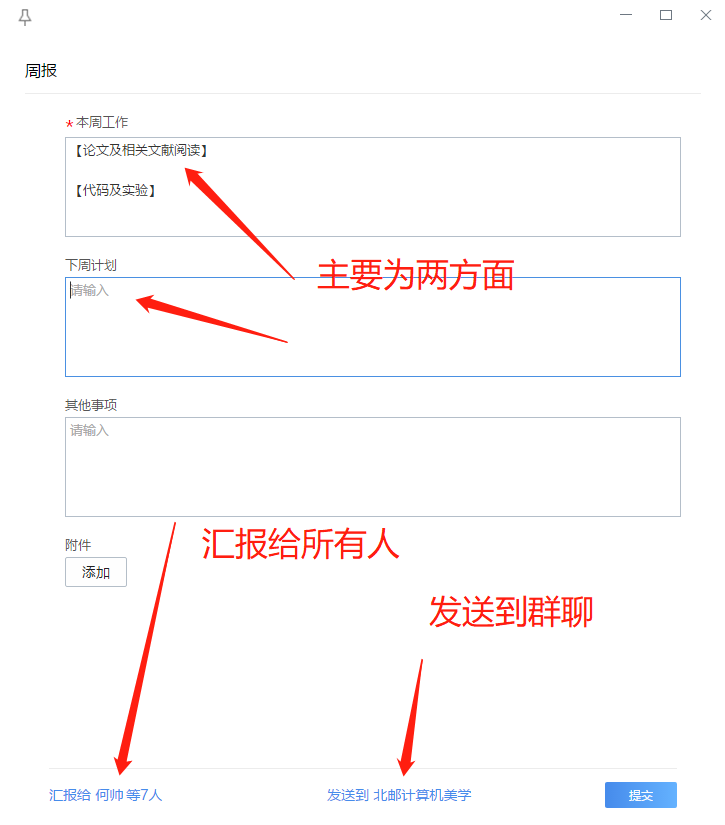 周报
*本周工作
【论文及相关文献阅读】
【代码及实验】
下周计划
主要为两方面
请输入
其他事项
请输入
汇报给所有人
附件
添加
发送到群聊
汇报给 何帅 等7人
发送到 北邮计算机美学
提交